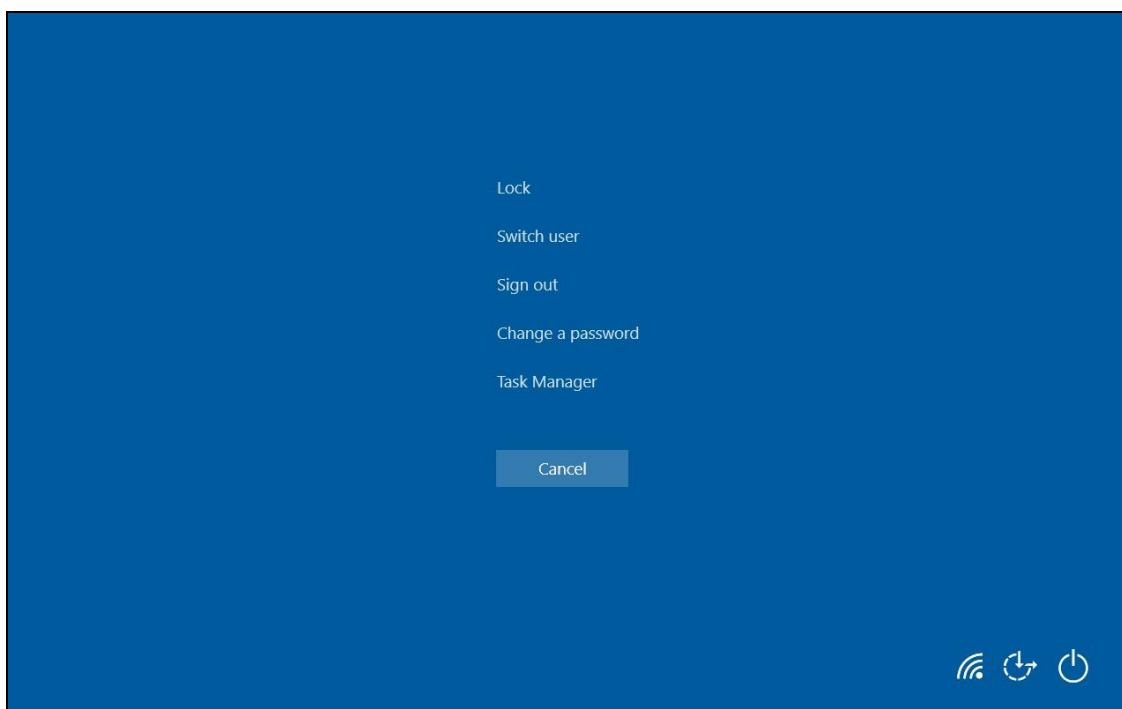 Lock
Switch user
Sign out
Change a password
Task Manager
Cancel